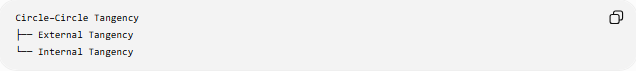 Circle–Circle Tangency
├── External Tangency
└── Internal Tangency